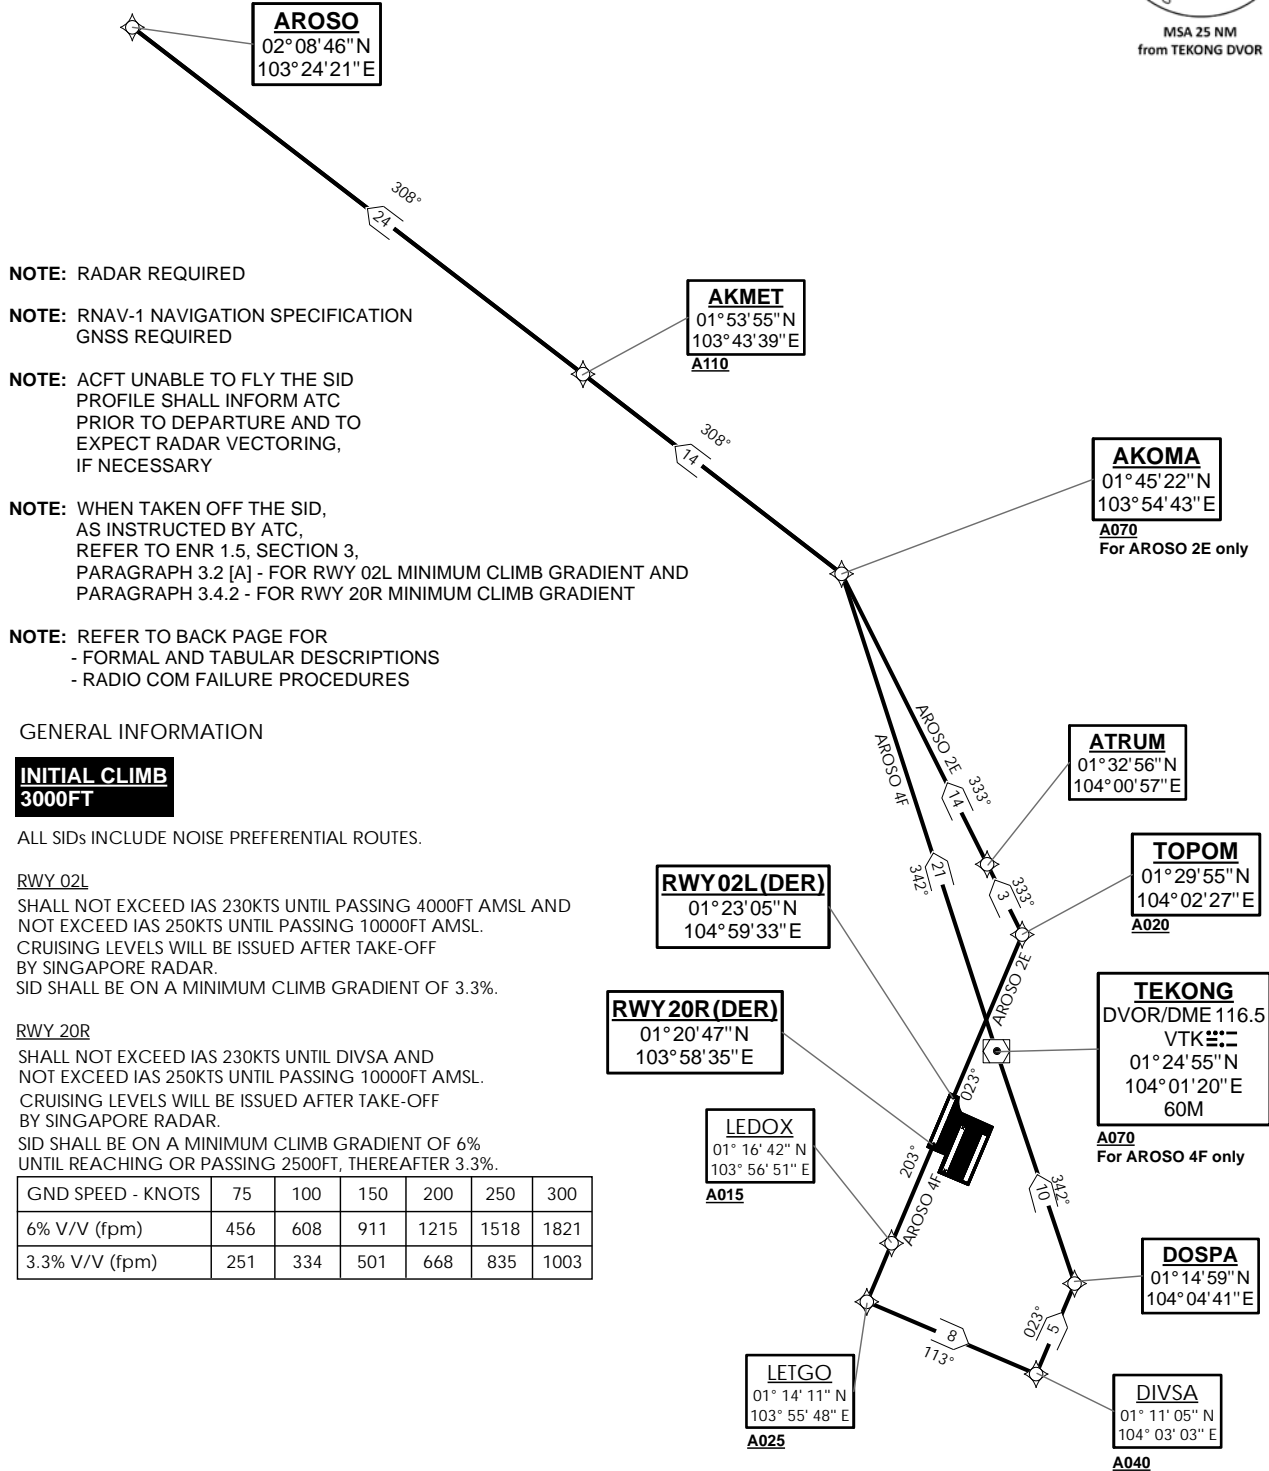 MSA 25 NM
from TEKONG DVOR
AROSO
02°08'46"N
103°24'21"E
308°
24
NOTE: RADAR REQUIRED
NOTE: RNAV-1 NAVIGATION SPECIFICATION
GNSS REQUIRED
NOTE: ACFT UNABLE TO FLY THE SID
PROFILE SHALL INFORM ATC
PRIOR TO DEPARTURE AND TO
EXPECT RADAR VECTORING,
IF NECESSARY
NOTE: WHEN TAKEN OFF THE SID,
AS INSTRUCTED BY ATC,
REFER TO ENR 1.5, SECTION 3,
PARAGRAPH 3.2 [A] - FOR RWY 02L MINIMUM CLIMB GRADIENT AND
PARAGRAPH 3.4.2 - FOR RWY 20R MINIMUM CLIMB GRADIENT
NOTE: REFER TO BACK PAGE FOR
- FORMAL AND TABULAR DESCRIPTIONS
- RADIO COM FAILURE PROCEDURES
AKMET
01°53'55"N
103°43'39"E
A110
308°
14
AKOMA
01°45'22"N
103°54'43"E
A070
For AROSO 2E only
GENERAL INFORMATION
INITIAL CLIMB
3000FT
ALL SIDs INCLUDE NOISE PREFERENTIAL ROUTES.
RWY 02L
SHALL NOT EXCEED IAS 230KTS UNTIL PASSING 4000FT AMSL AND
NOT EXCEED IAS 250KTS UNTIL PASSING 10000FT AMSL.
CRUISING LEVELS WILL BE ISSUED AFTER TAKE-OFF
BY SINGAPORE RADAR.
SID SHALL BE ON A MINIMUM CLIMB GRADIENT OF 3.3%.
RWY 20R
SHALL NOT EXCEED IAS 230KTS UNTIL DIVSA AND
NOT EXCEED IAS 250KTS UNTIL PASSING 10000FT AMSL.
CRUISING LEVELS WILL BE ISSUED AFTER TAKE-OFF
BY SINGAPORE RADAR.
SID SHALL BE ON A MINIMUM CLIMB GRADIENT OF 6%
UNTIL REACHING OR PASSING 2500FT, THEREAFTER 3.3%.
GND SPEED - KNOTS 75 100 150 200 250 300
6% V/V (fpm) 456 608 911 1215 1518 1821
3.3% V/V (fpm) 251 334 501 668 835 1003
AROSO 2E
AROSO 4F
333°
14
ATRUM
01°32'56"N
104°00'57"E
342°
21
333°
3
TOPOM
01°29'55"N
104°02'27"E
A020
RWY02L(DER)
01°23'05"N
104°59'33"E
AROSO 2E
023°
RWY20R(DER)
01°20'47"N
103°58'35"E
TEKONG
DVOR/DME 116.5
VTK
01°24'55"N
104°01'20"E
60M
A070
For AROSO 4F only
LEDOX
01° 16' 42" N
103° 56' 51" E
A015
203°
AROSO 4F
342°
10
DOSPA
01°14'59"N
104°04'41"E
023°
5
8
113°
LETGO
01° 14' 11" N
103° 55' 48" E
A025
DIVSA
01° 11' 05" N
104° 03' 03" E
A040